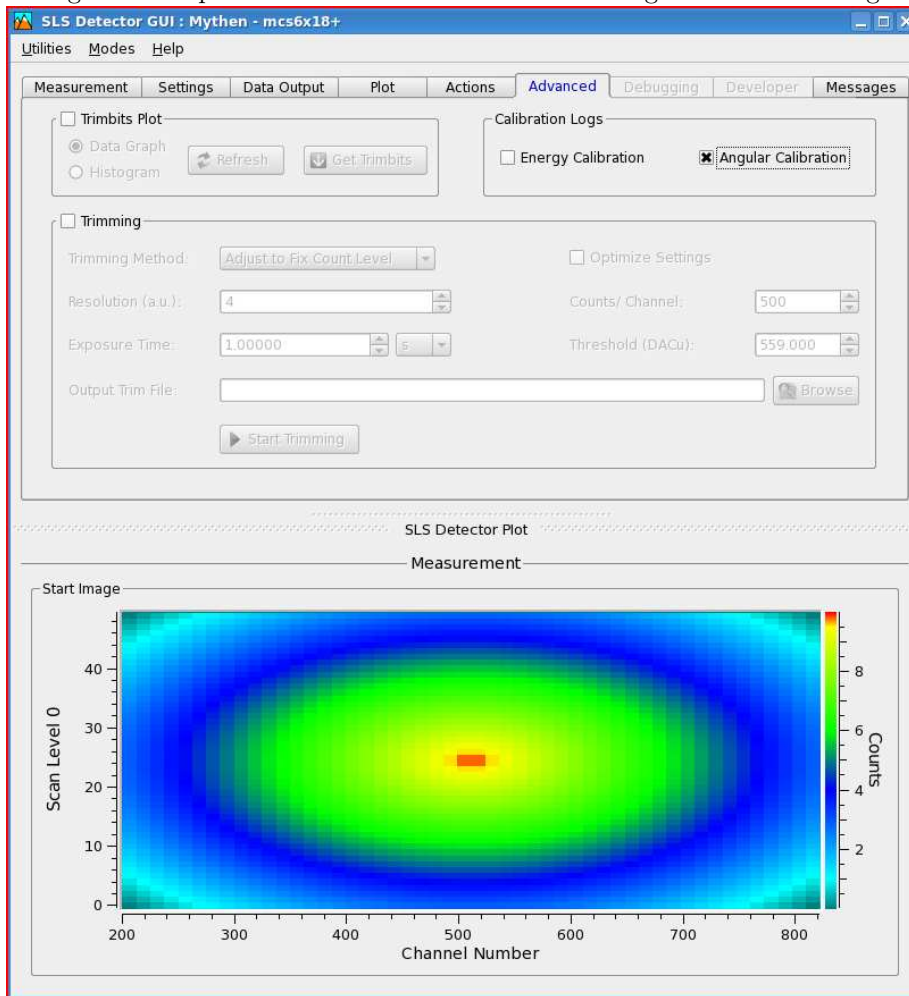 SLS Detector GUI : Mythen - mcs6x18+
Utilities Modes Help
Measurement Settings Data Output Plot Actions Advanced Debugging Developer Messages
Trimbits Plot
Data Graph
Histogram
Refresh
Get Trimbits
Calibration Logs
Energy Calibration
Angular Calibration
Trimming
Trimming Method: Adjust to Fix Count Level
Optimize Settings
Resolution (a.u.): 4
Counts/ Channel: 500
Exposure Time: 1.00000 s
Threshold (DACu): 559.000
Output Trim File:
Browse
Start Trimming
SLS Detector Plot
Measurement
Start Image
Scan Level 0
40
30
20
10
0
200 300 400 500 600 700 800
Channel Number
8
6
4
2
Counts